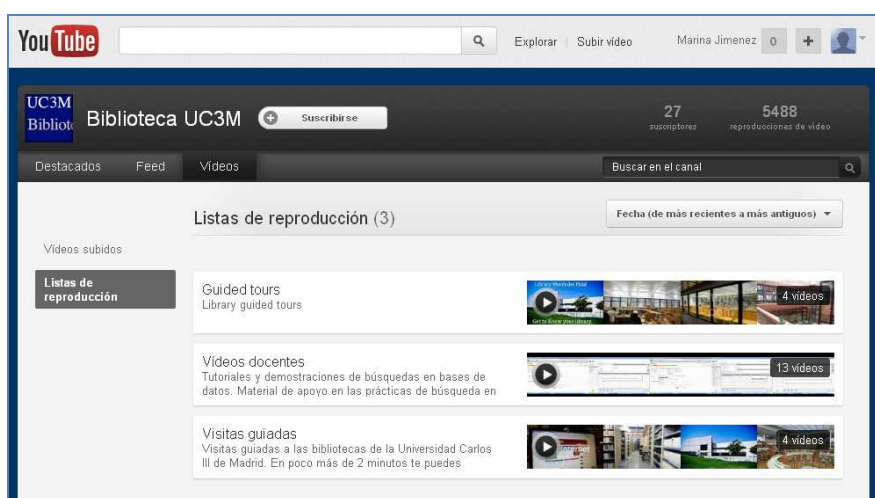 YouTube
Explorar Subir vídeo Marina Jimenez 0 +
UC3M
Bibliot
Biblioteca UC3M
Suscribirse
27 5488
suscriptores reproducciones de vídeo
Destacados Feed Vídeos Buscar en el canal
Listas de reproducción (3)
Fecha (de más recientes a más antiguos)
Vídeos subidos
Listas de
reproducción
Guided tours
Library guided tours
4 vídeos
Vídeos docentes
Tutoriales y demostraciones de búsquedas en bases de
datos. Material de apoyo en las prácticas de búsqueda en
13 vídeos
Visitas guiadas
Visitas guiadas a las bibliotecas de la Universidad Carlos
III de Madrid. En poco más de 2 minutos te puedes
4 vídeos